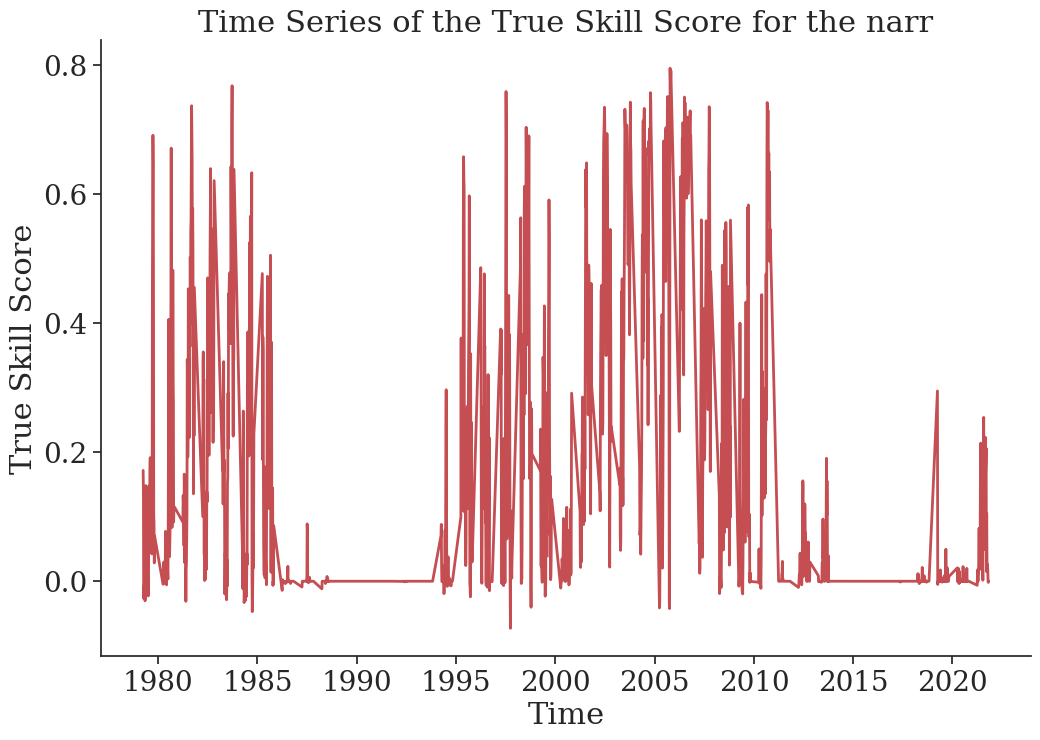 Time Series of the True Skill Score for the narr
True Skill Score
0.8
0.6
0.4
0.2
0.0
1980 1985 1990 1995 2000 2005 2010 2015 2020
Time